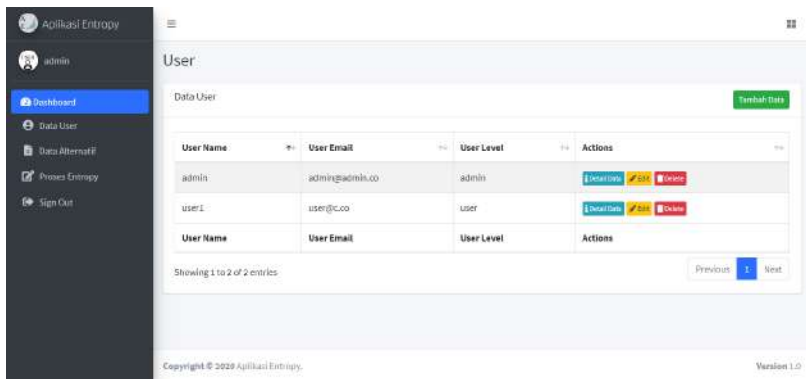 Aplikasi Entropy
admin
Dashboard
Data User
Data Alternatif
Proses Entropy
Sign Out
User
Data User
Tambah Data
User Name User Email User Level Actions
admin admin@admin.co admin Detail Data Edit Delete
user1 user@c.co user Detail Data Edit Delete
User Name User Email User Level Actions
Showing 1 to 2 of 2 entries
Previous 1 Next
Copyright © 2020 Aplikasi Entropy.
Version 1.0